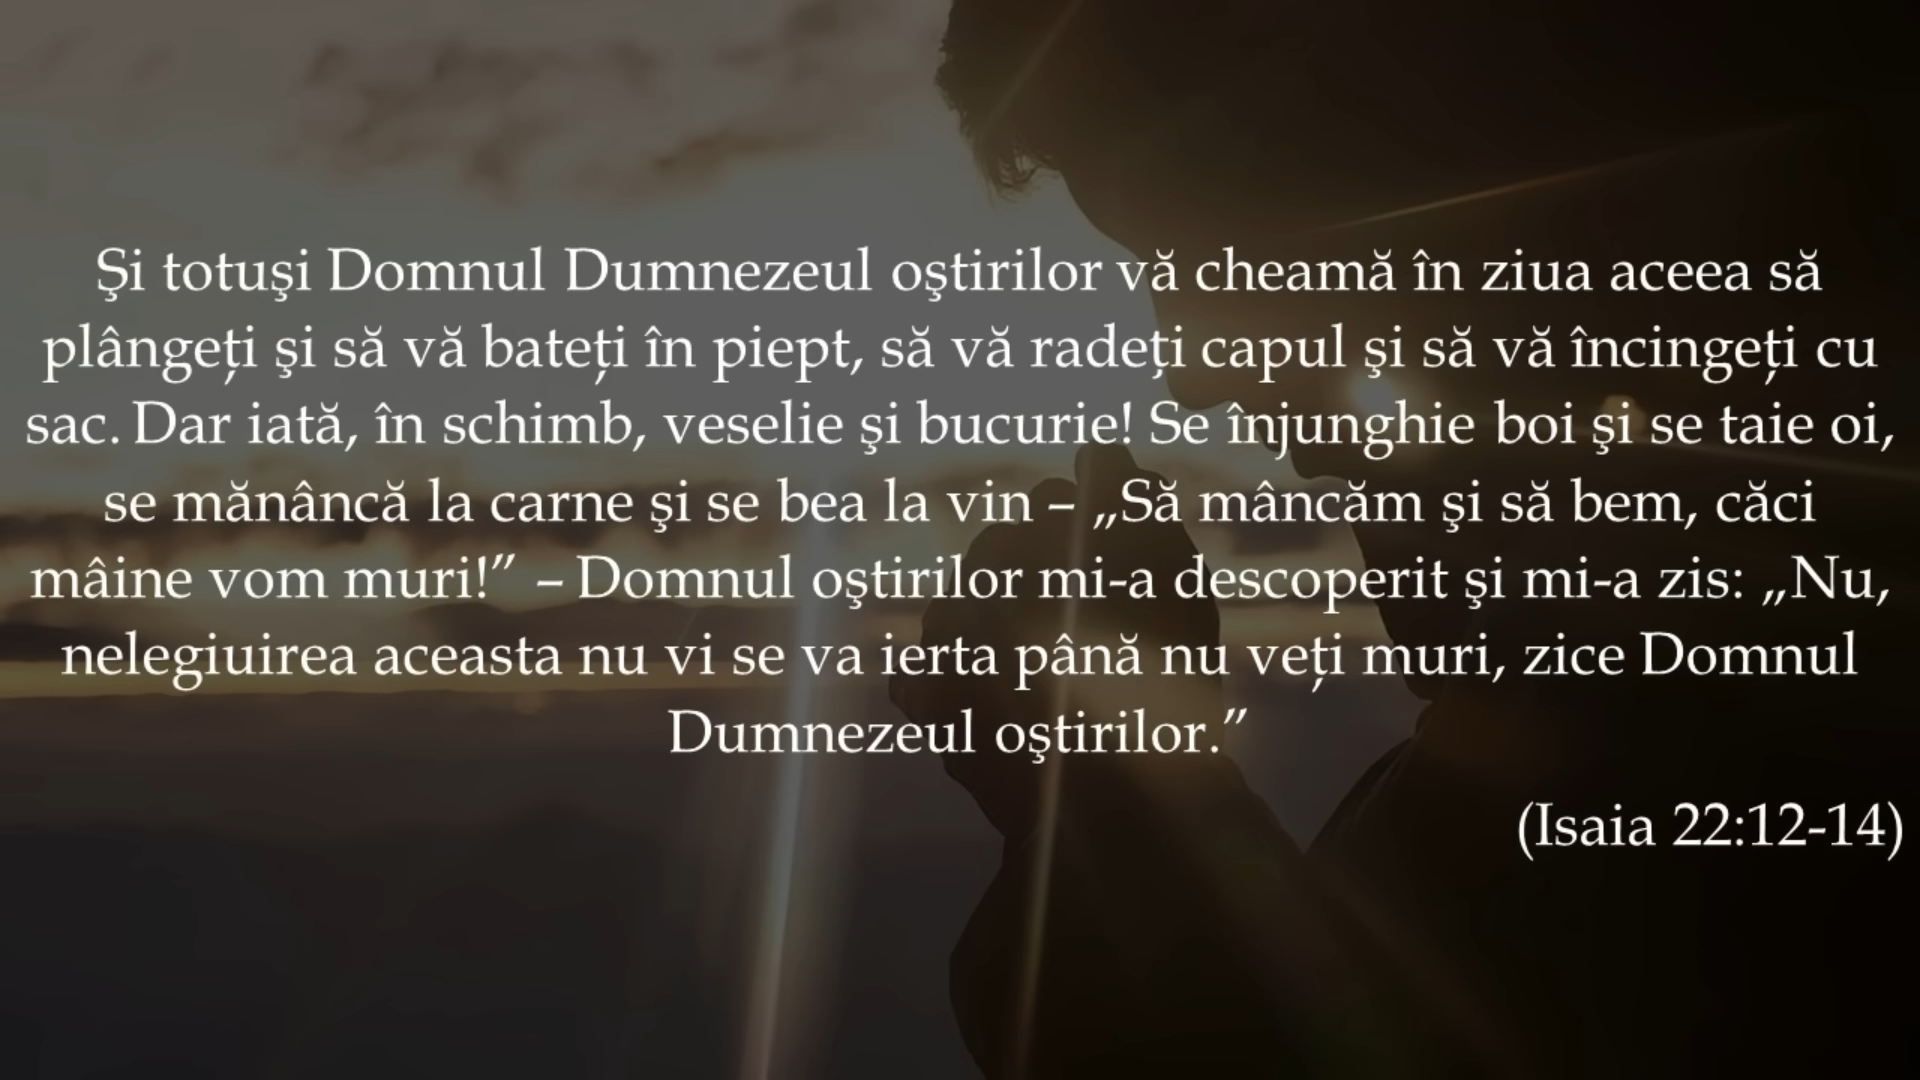 Şi totuşi Domnul Dumnezeul oştirilor vă cheamă în ziua aceea să
plângeți şi să vă bateți în piept, să vă radeți capul şi să vă încingeți cu
sac. Dar iată, în schimb, veselie şi bucurie! Se înjunghie boi şi se taie oi,
se mănâncă la carne şi se bea la vin – „Să mâncăm şi să bem, căci
mâine vom muri!” – Domnul oştirilor mi-a descoperit şi mi-a zis: „Nu,
nelegiuirea aceasta nu vi se va ierta până nu veți muri, zice Domnul
Dumnezeul oştirilor.”
(Isaia 22:12-14)